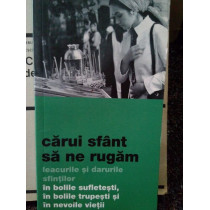 cărui sfânt
să ne rugăm
leacurile și darurile
sfinților
în bolile sufletești,
în bolile trupești și
în nevoile vieții